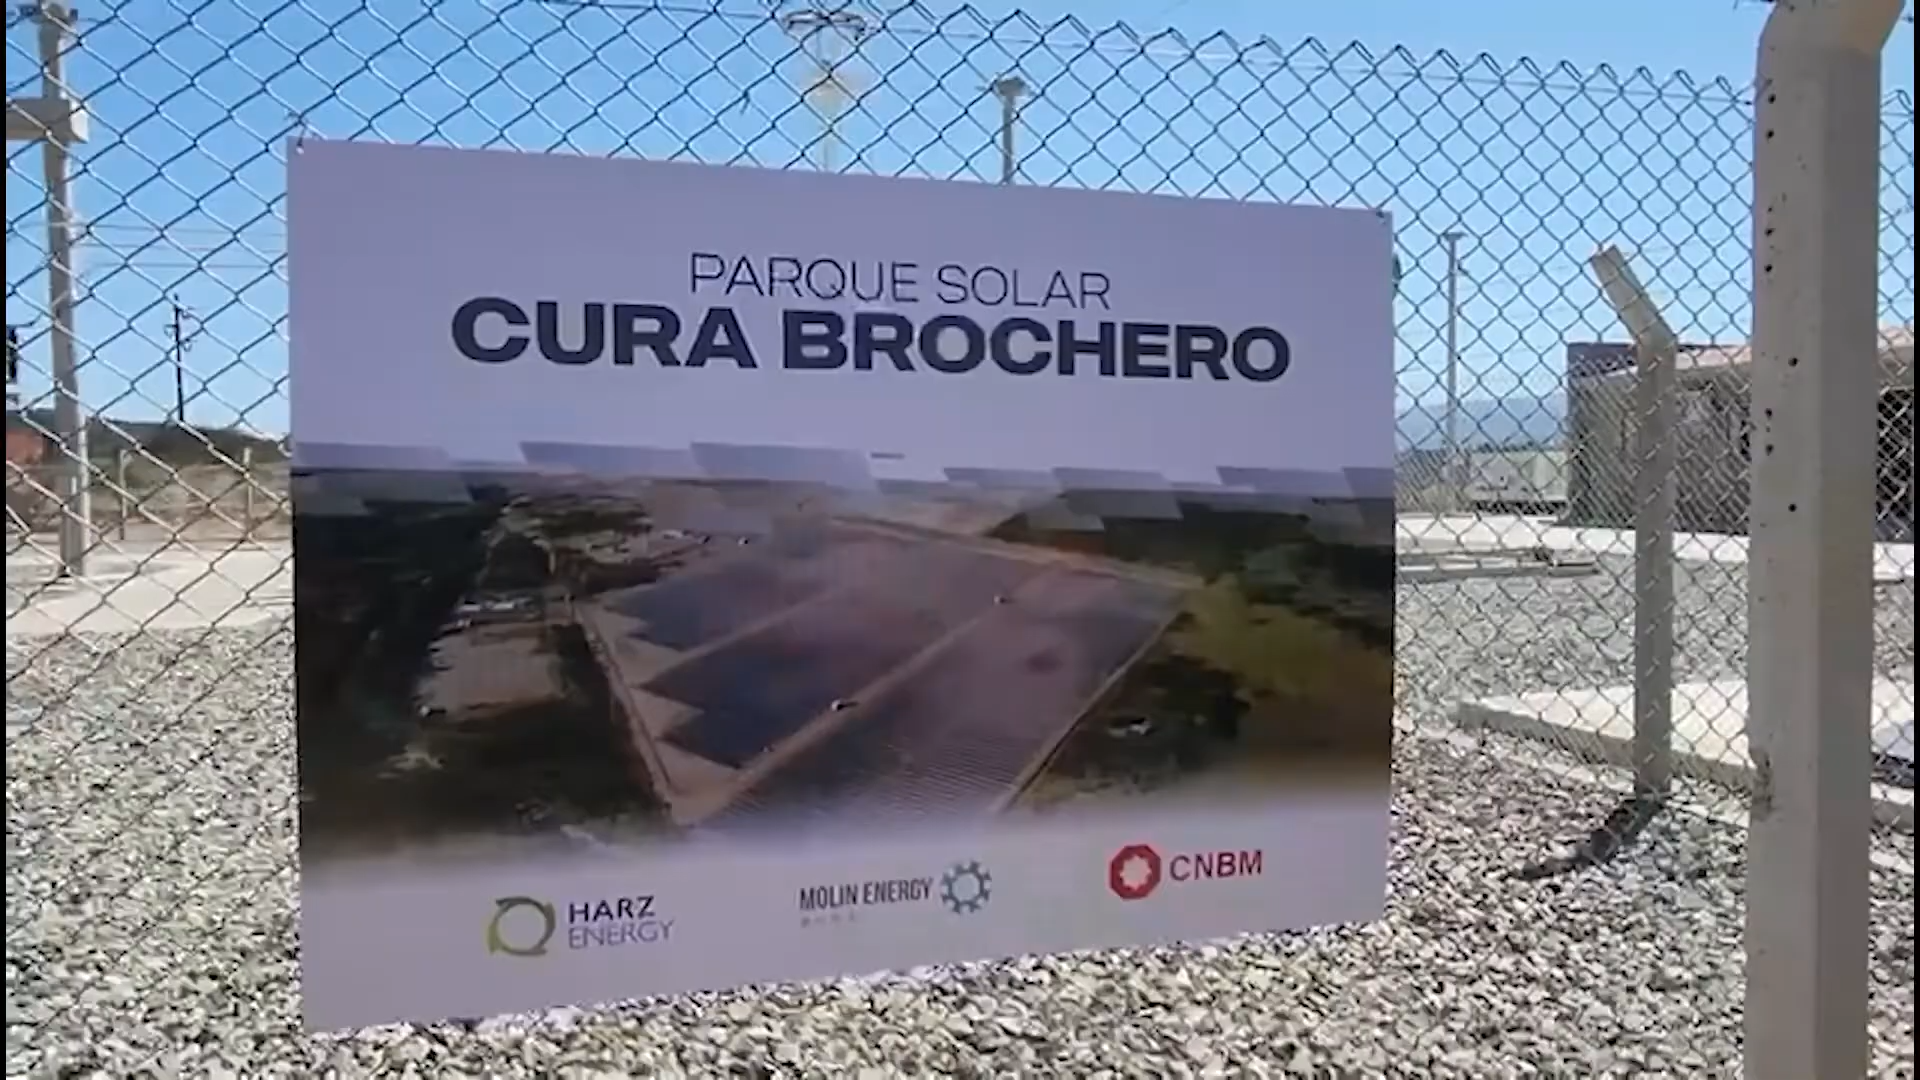 PARQUE SOLAR
CURA BROCHERO
HARZ
ENERGY
MOLIN ENERGY
CNBM